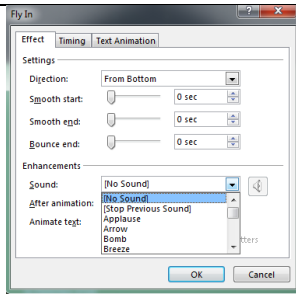 Fly In
Effect Timing Text Animation
Settings
Direction: From Bottom
Smooth start: 0 sec
Smooth end: 0 sec
Bounce end: 0 sec
Enhancements
Sound: [No Sound]
[No Sound]
After animation: [Stop Previous Sound]
Applause
Animate text: Arrow
Bomb
Breeze
OK Cancel